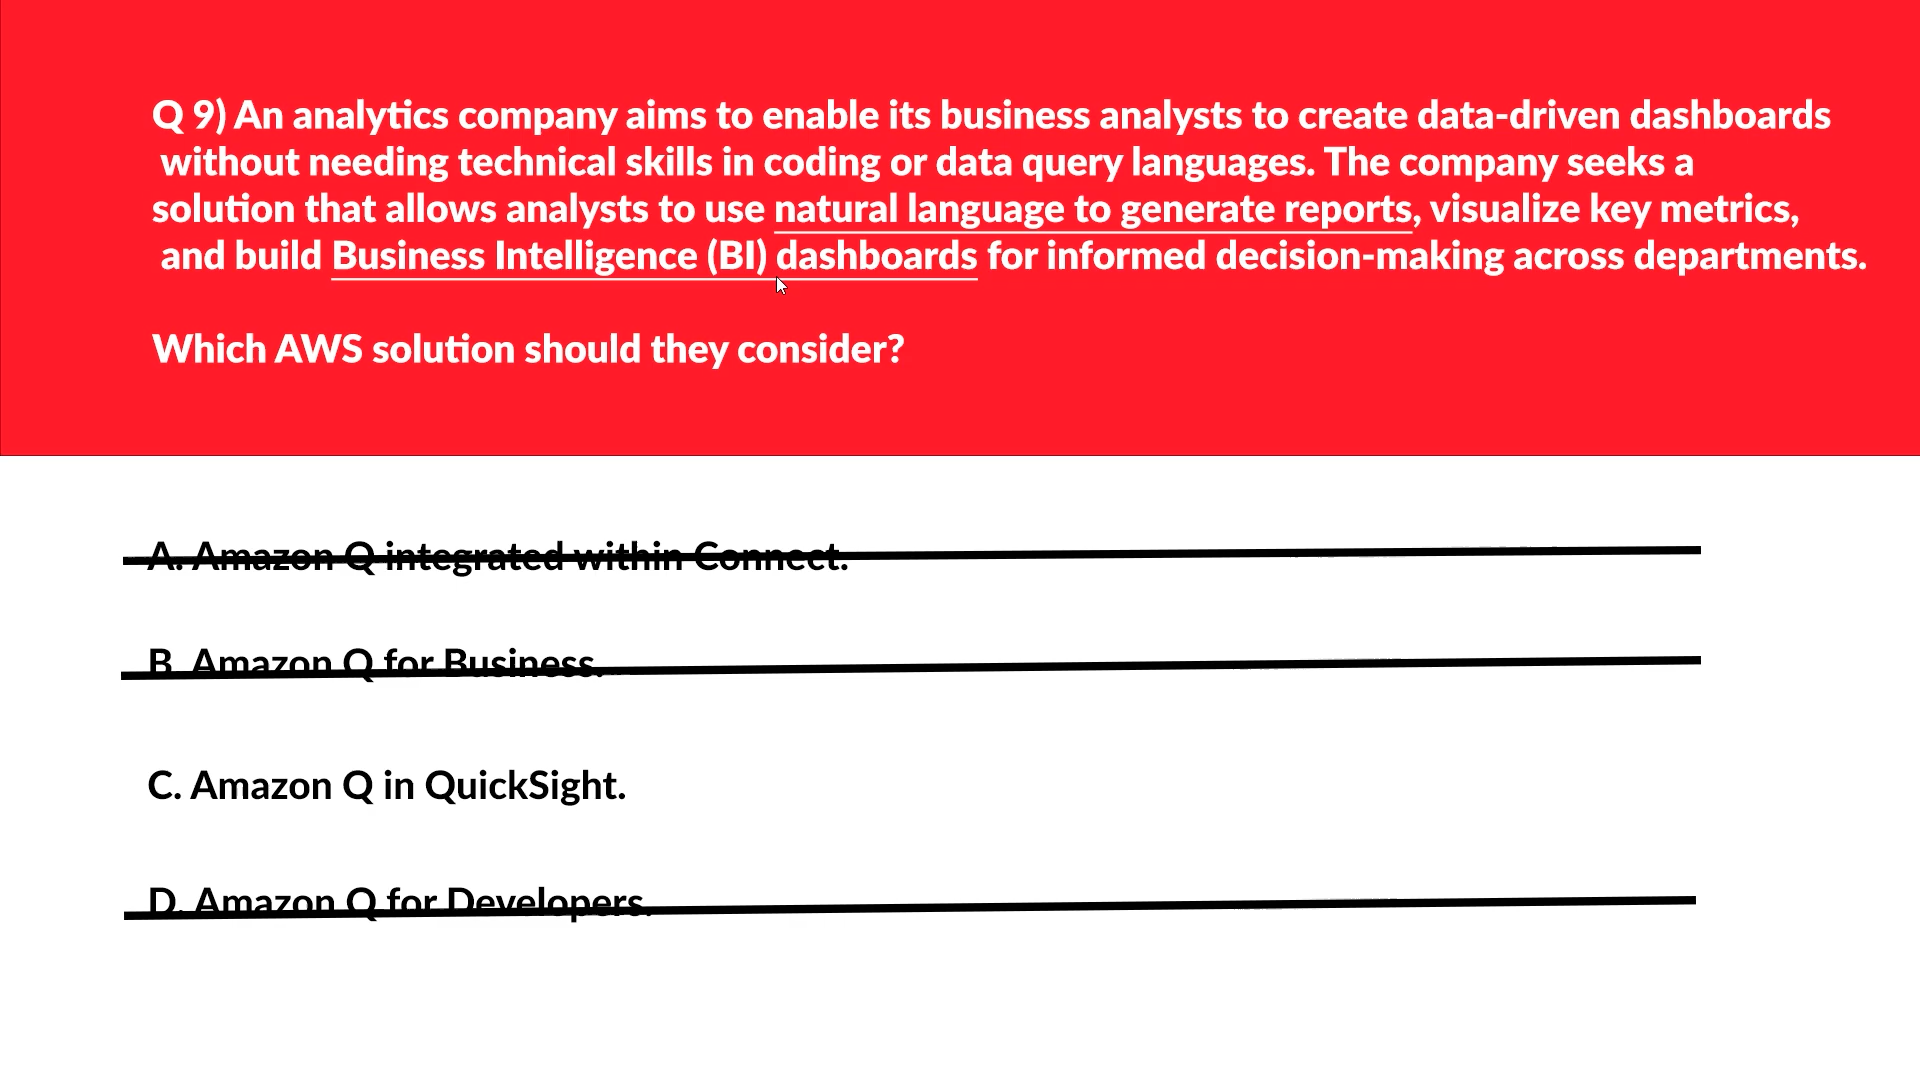 Q 9) An analytics company aims to enable its business analysts to create data-driven dashboards
without needing technical skills in coding or data query languages. The company seeks a
solution that allows analysts to use natural language to generate reports, visualize key metrics,
and build Business Intelligence (BI) dashboards for informed decision-making across departments.
Which AWS solution should they consider?
A. Amazon Q integrated within Connect.
B. Amazon Q for Business.
C. Amazon Q in QuickSight.
D. Amazon Q for Developers.